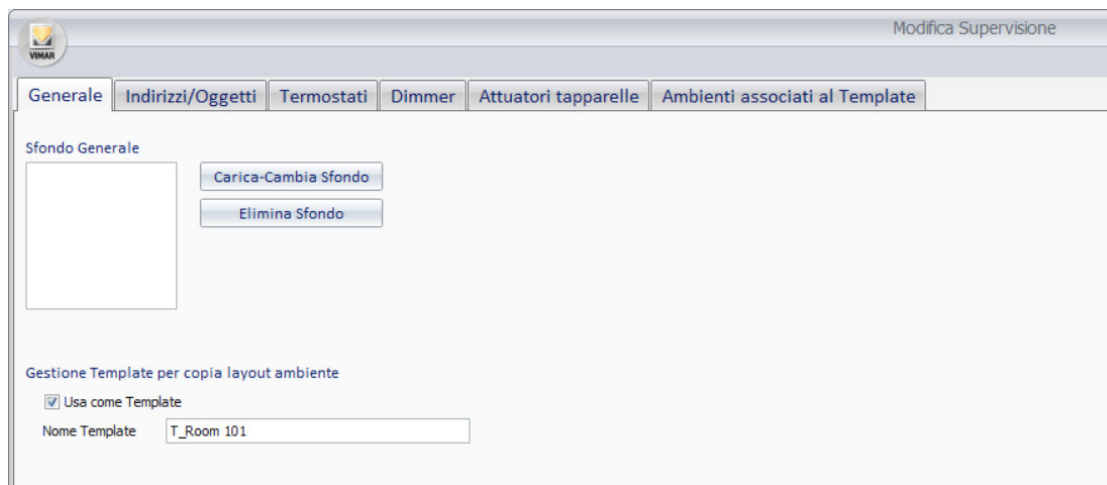 Modifica Supervisione
VIMAR
Generale Indirizzi/Oggetti Termostati Dimmer Attuatori tapparelle Ambienti associati al Template
Sfondo Generale
Carica-Cambia Sfondo
Elimina Sfondo
Gestione Template per copia layout ambiente
Usa come Template
Nome Template T_Room 101